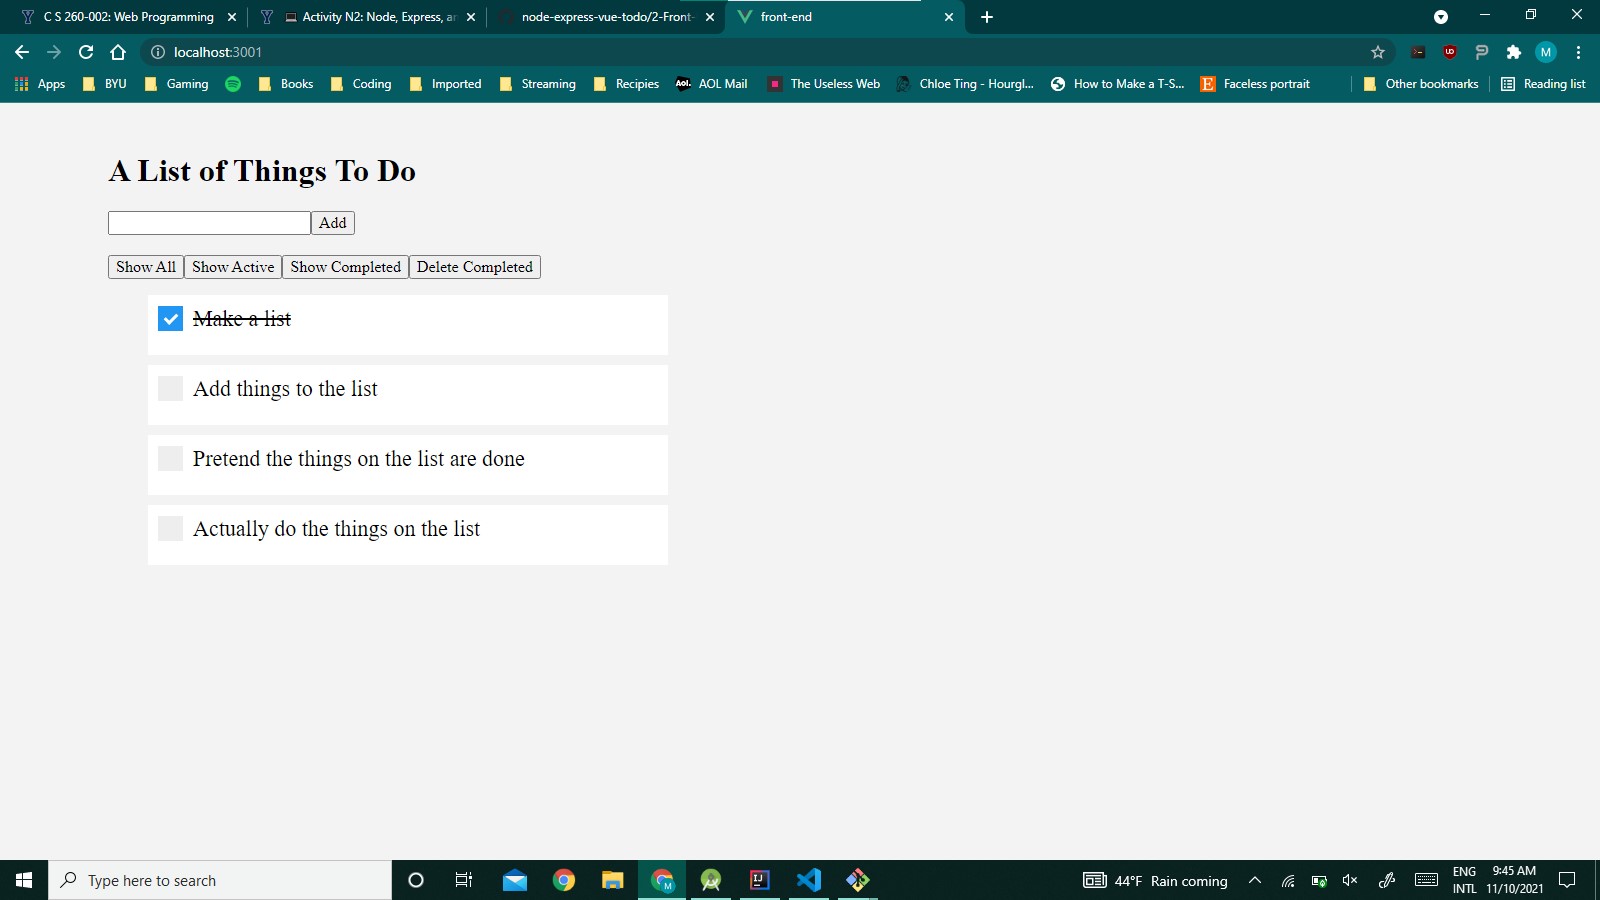 C S 260-002: Web Programming
Activity N2: Node, Express, an
node-express-vue-todo/2-Front-
front-end
localhost:3001
M
Apps BYU Gaming Books Coding Imported Streaming Recipies Aol. AOL Mail The Useless Web Chloe Ting - Hourgl... How to Make a T-S... E Faceless portrait Other bookmarks Reading list
A List of Things To Do
Add
Show All Show Active Show Completed Delete Completed
Make a list
Add things to the list
Pretend the things on the list are done
Actually do the things on the list
Type here to search
M
IJ
44°F Rain coming
ENG
INTL
9:45 AM
11/10/2021